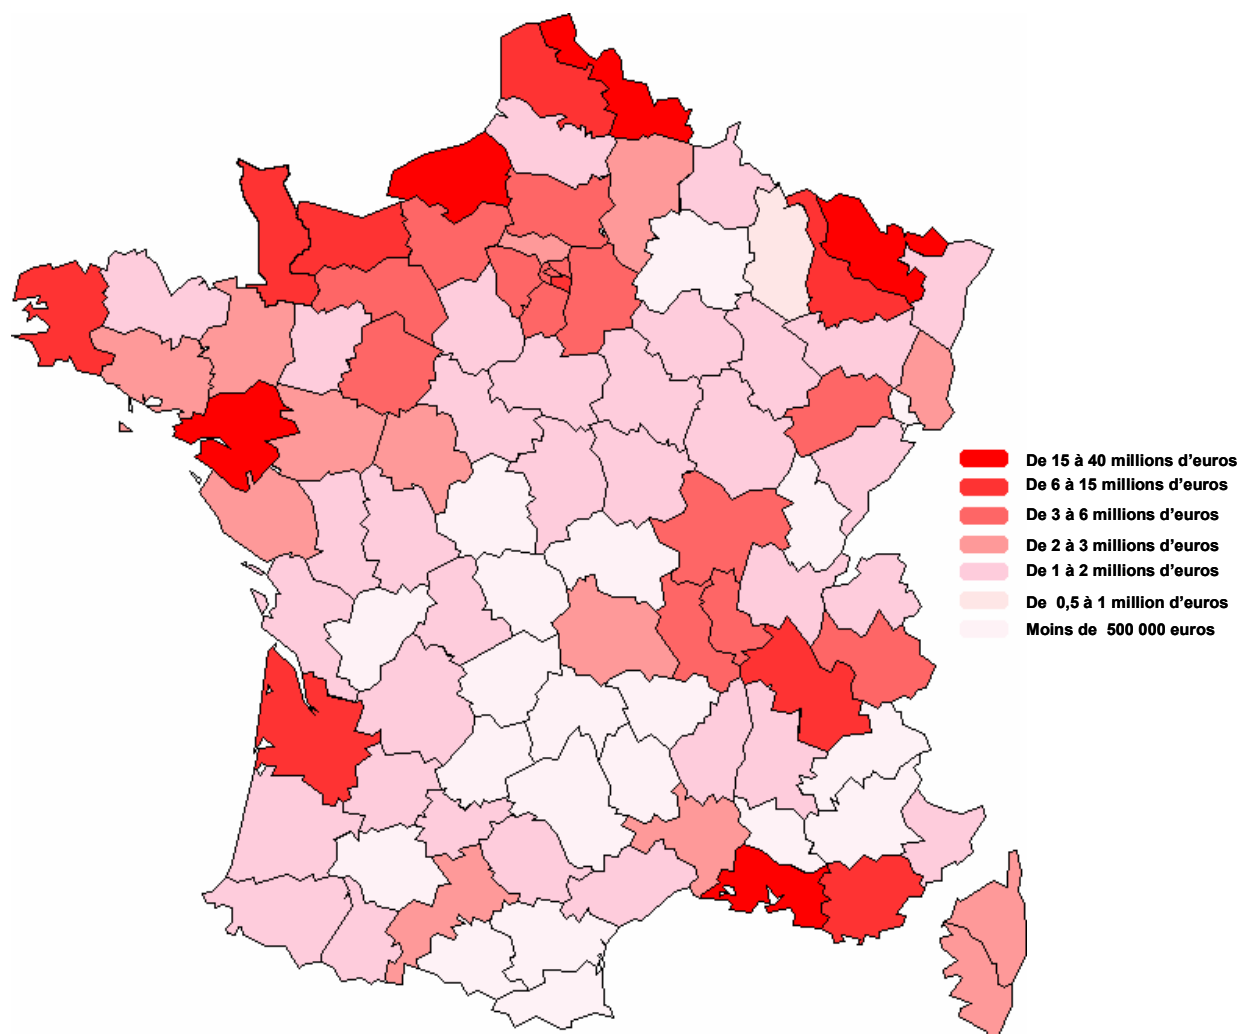 De 15 à 40 millions d’euros
De 6 à 15 millions d’euros
De 3 à 6 millions d’euros
De 2 à 3 millions d’euros
De 1 à 2 millions d’euros
De 0,5 à 1 million d’euros
Moins de 500 000 euros